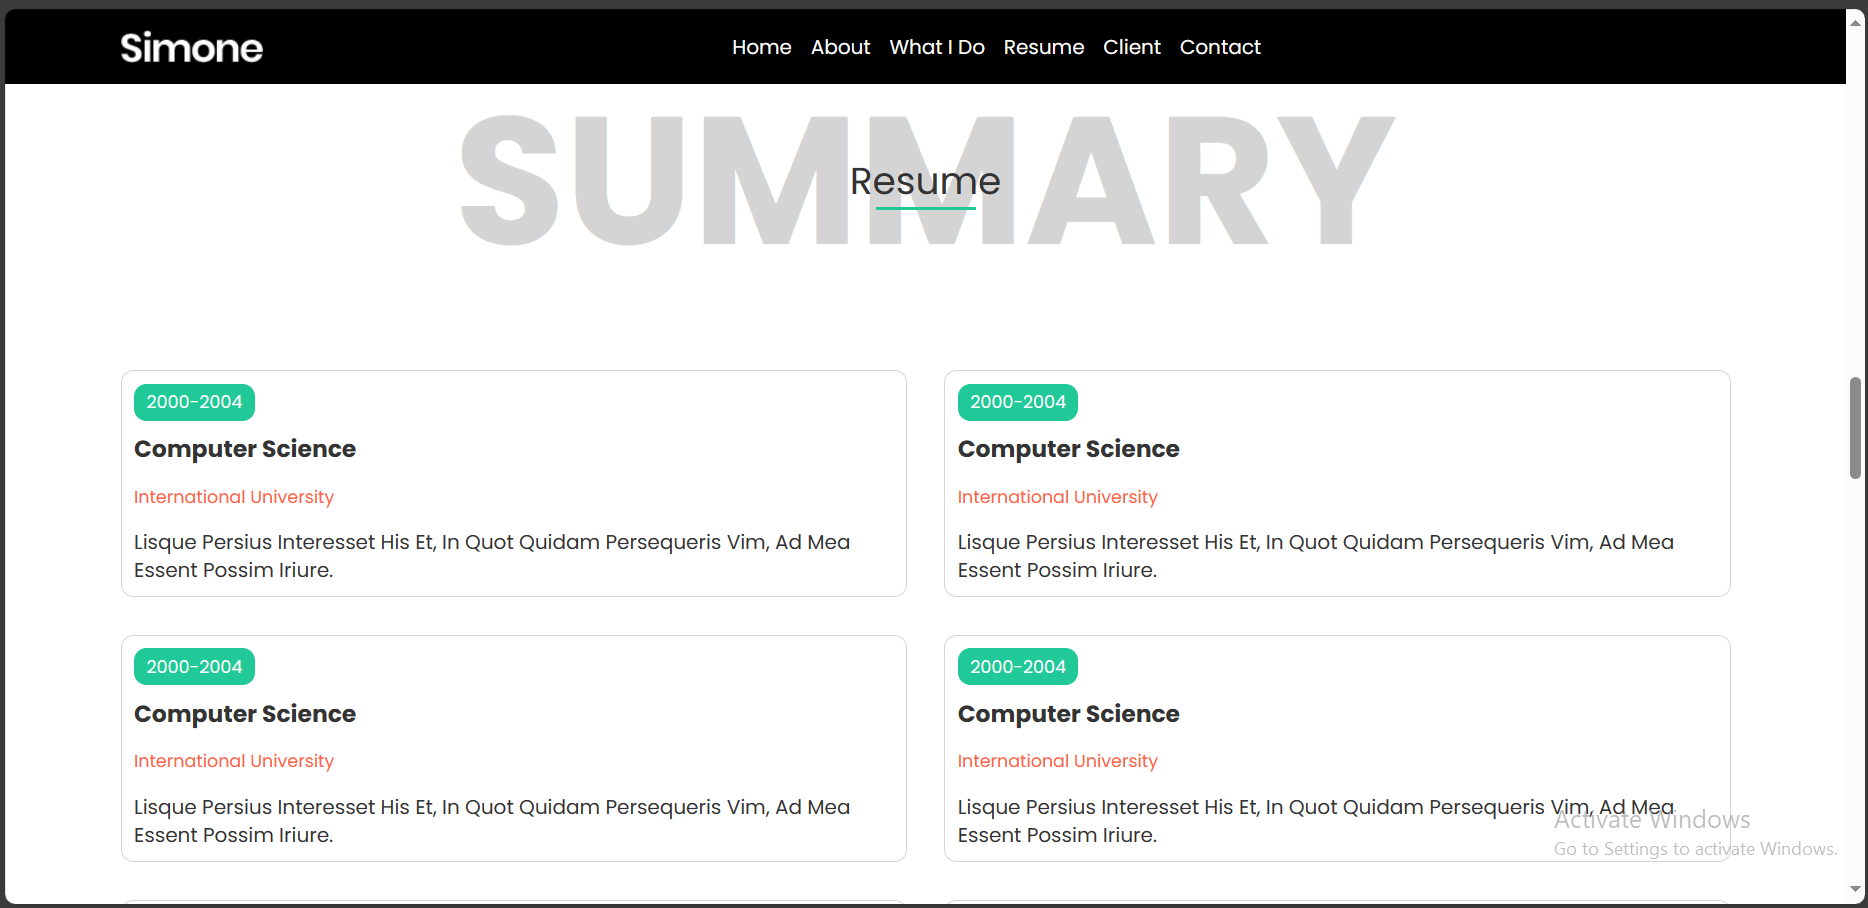 Simone
Home About What I Do Resume Client Contact
SUMMARY
Resume
2000-2004
Computer Science
International University
Lisque Persius Interesset His Et, In Quot Quidam Persequeris Vim, Ad Mea
Essent Possim Iriure.
2000-2004
Computer Science
International University
Lisque Persius Interesset His Et, In Quot Quidam Persequeris Vim, Ad Mea
Essent Possim Iriure.
2000-2004
Computer Science
International University
Lisque Persius Interesset His Et, In Quot Quidam Persequeris Vim, Ad Mea
Essent Possim Iriure.
2000-2004
Computer Science
International University
Lisque Persius Interesset His Et, In Quot Quidam Persequeris Vim, Ad Mea
Essent Possim Iriure.
Activate Windows
Go to Settings to activate Windows.